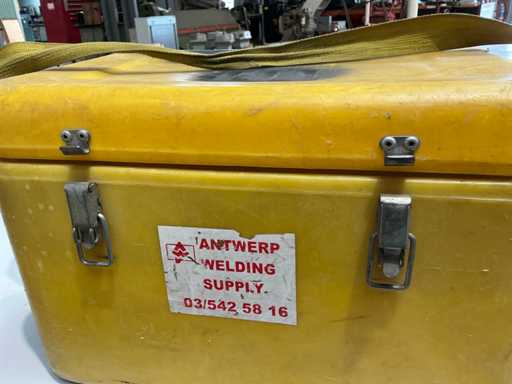 ANTWERP
WELDING
SUPPLY
03/542 58 16